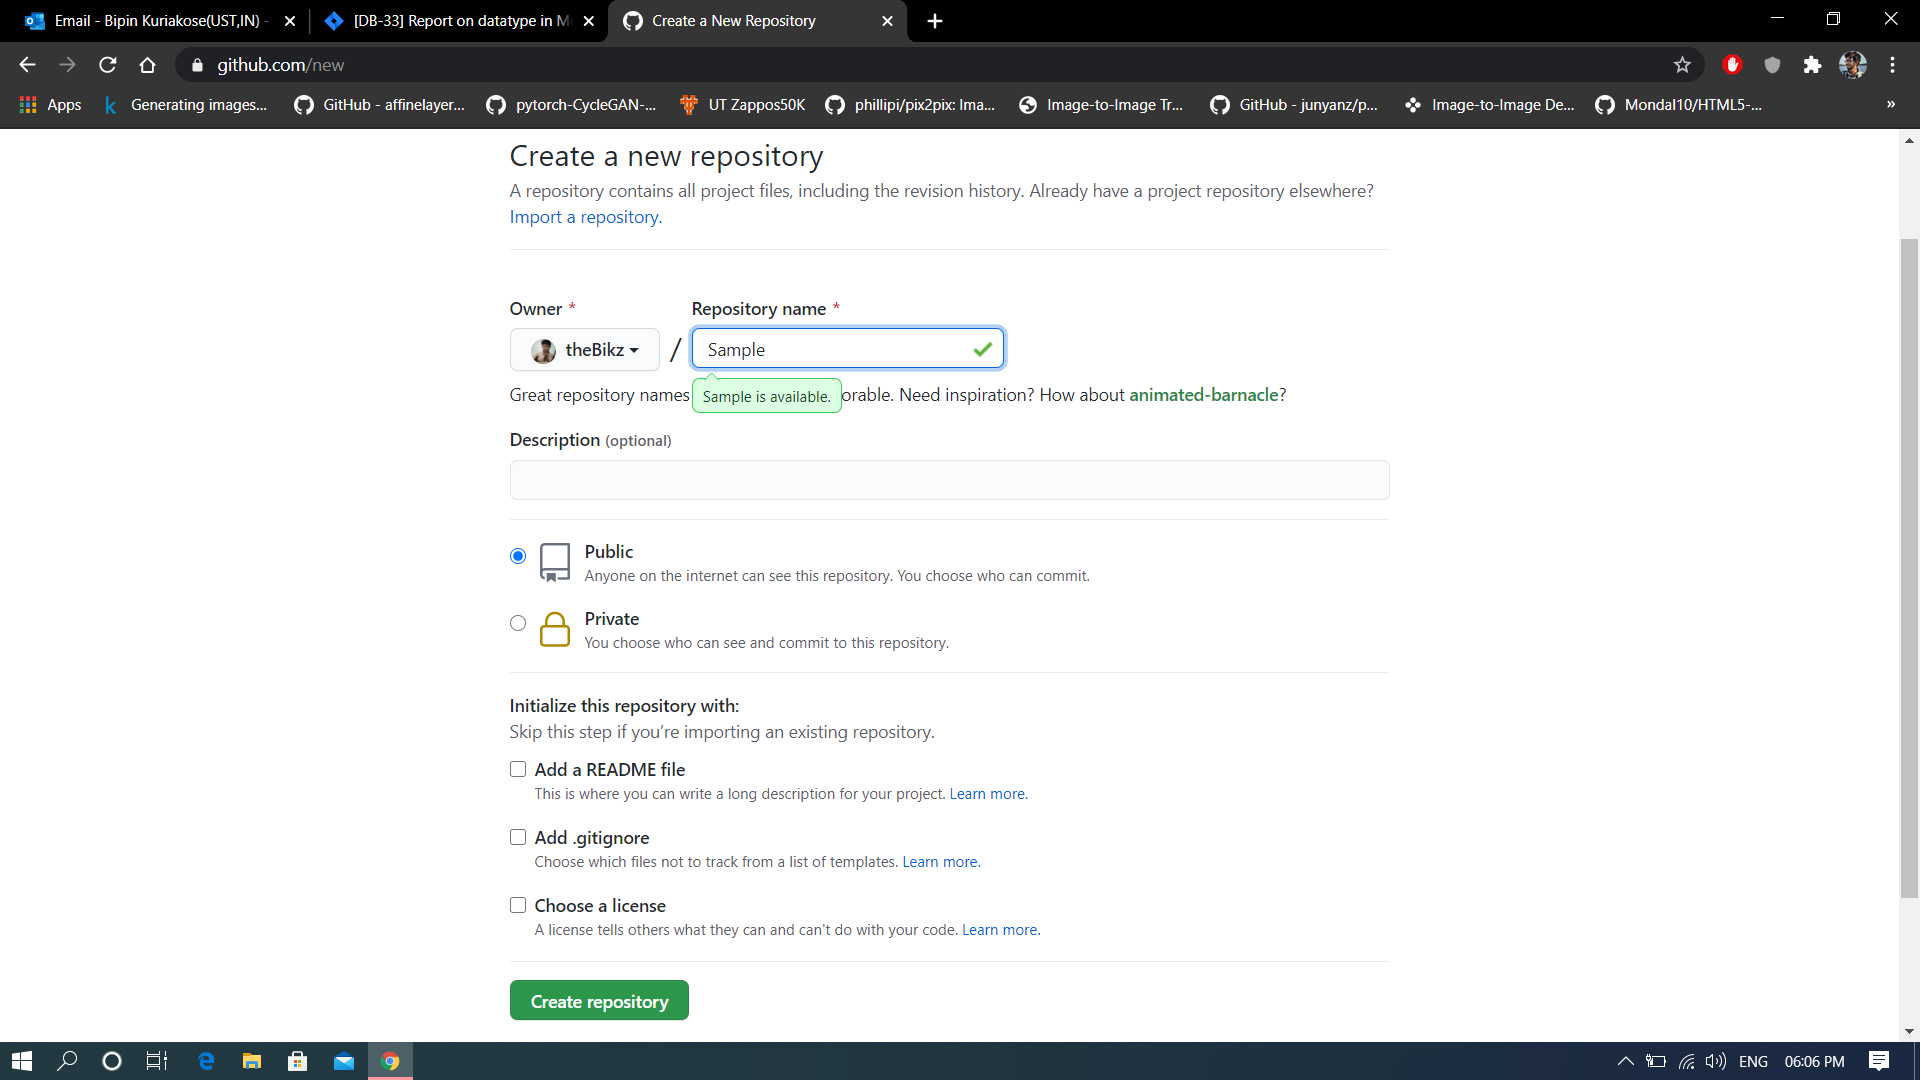 Email - Bipin Kuriakose(UST,IN) -
[DB-33] Report on datatype in M
Create a New Repository
github.com/new
Apps
Generating images...
GitHub - affinelayer...
pytorch-CycleGAN-...
UT Zappos50K
phillipi/pix2pix: Ima...
Image-to-Image Tr...
GitHub - junyanz/p...
Image-to-Image De...
Mondal10/HTML5-...
»
Create a new repository
A repository contains all project files, including the revision history. Already have a project repository elsewhere?
Import a repository.
Owner *
Repository name *
theBikz
/
Sample
Great repository names
Sample is available.
orable. Need inspiration? How about animated-barnacle?
Description (optional)
Public
Anyone on the internet can see this repository. You choose who can commit.
Private
You choose who can see and commit to this repository.
Initialize this repository with:
Skip this step if you’re importing an existing repository.
Add a README file
This is where you can write a long description for your project. Learn more.
Add .gitignore
Choose which files not to track from a list of templates. Learn more.
Choose a license
A license tells others what they can and can't do with your code. Learn more.
Create repository
ENG
06:06 PM